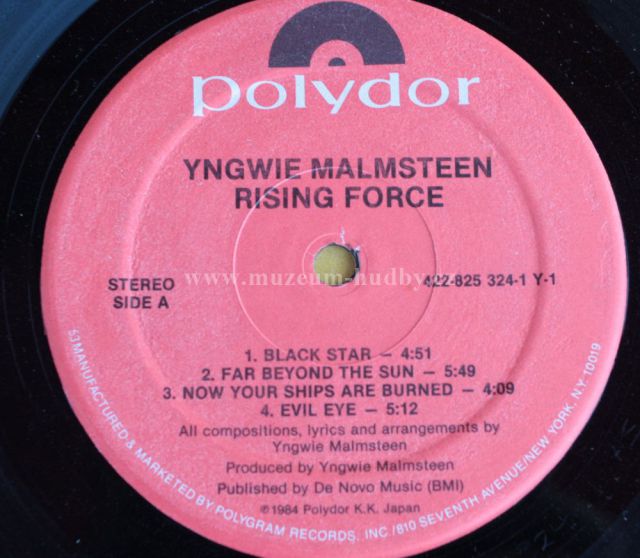 polydor
YNGWIE MALMSTEEN
RISING FORCE
STEREO
SIDE A
www.muzeum-hudby.cz
422-825 324-1 Y-1
1. BLACK STAR – 4:51
2. FAR BEYOND THE SUN – 5:49
3. NOW YOUR SHIPS ARE BURNED – 4:09
4. EVIL EYE – 5:12
All compositions, lyrics and arrangements by
Yngwie Malmsteen
Produced by Yngwie Malmsteen
Published by De Novo Music (BMI)
℗1984 Polydor K.K. Japan
53 MANUFACTURED & MARKETED BY POLYGRAM RECORDS, INC./810 SEVENTH AVENUE/NEW YORK, N.Y. 10019